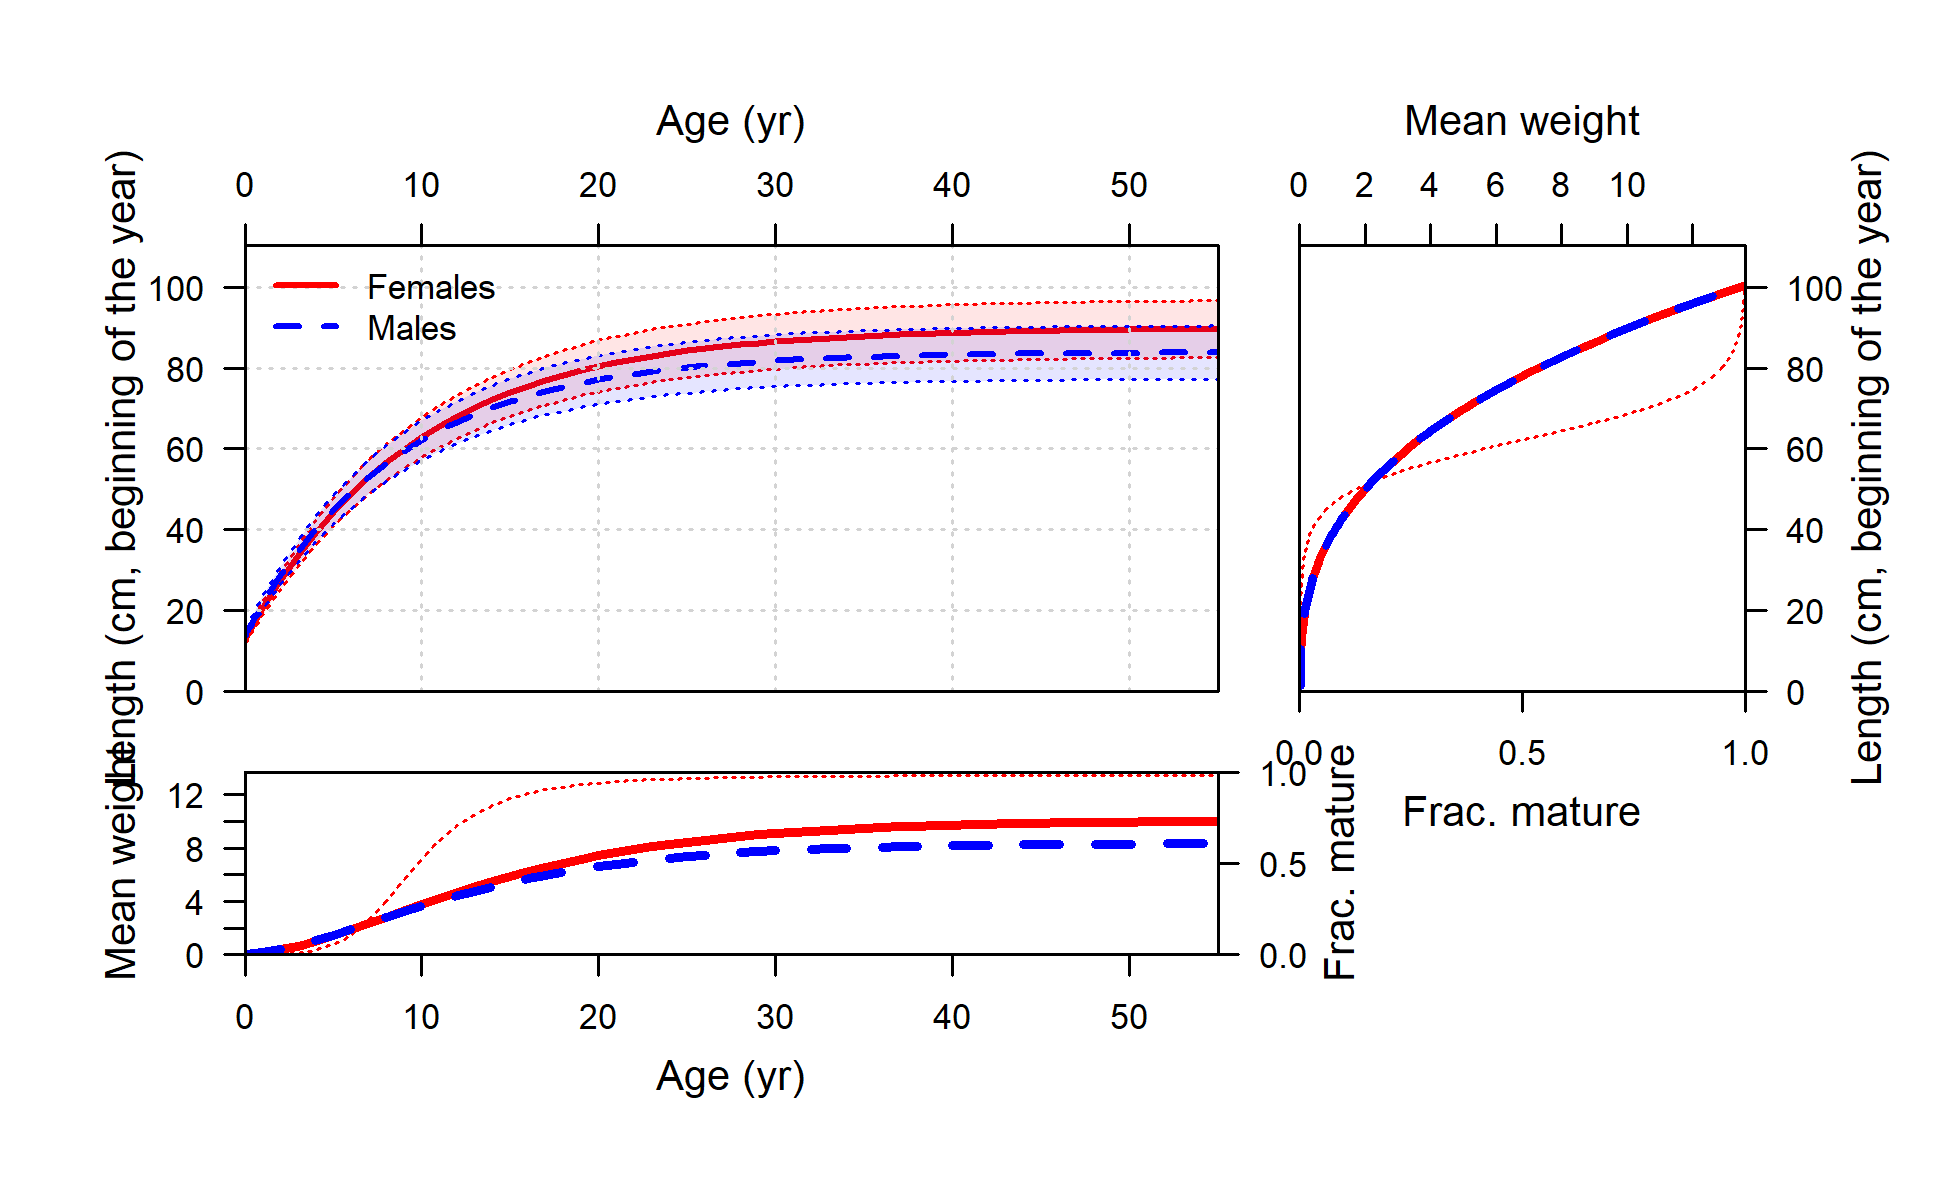 Age (yr)
0 10 20 30 40 50
Length (cm, beginning of the year)
100
80
60
40
20
0
Females
Males
Mean weight
0 2 4 6 8 10
100
80
60
40
20
0
Length (cm, beginning of the year)
0.0 0.5 1.0
Frac. mature
Mean weight
12
8
4
0
1.0
0.5
0.0
Frac. mature
0 10 20 30 40 50
Age (yr)